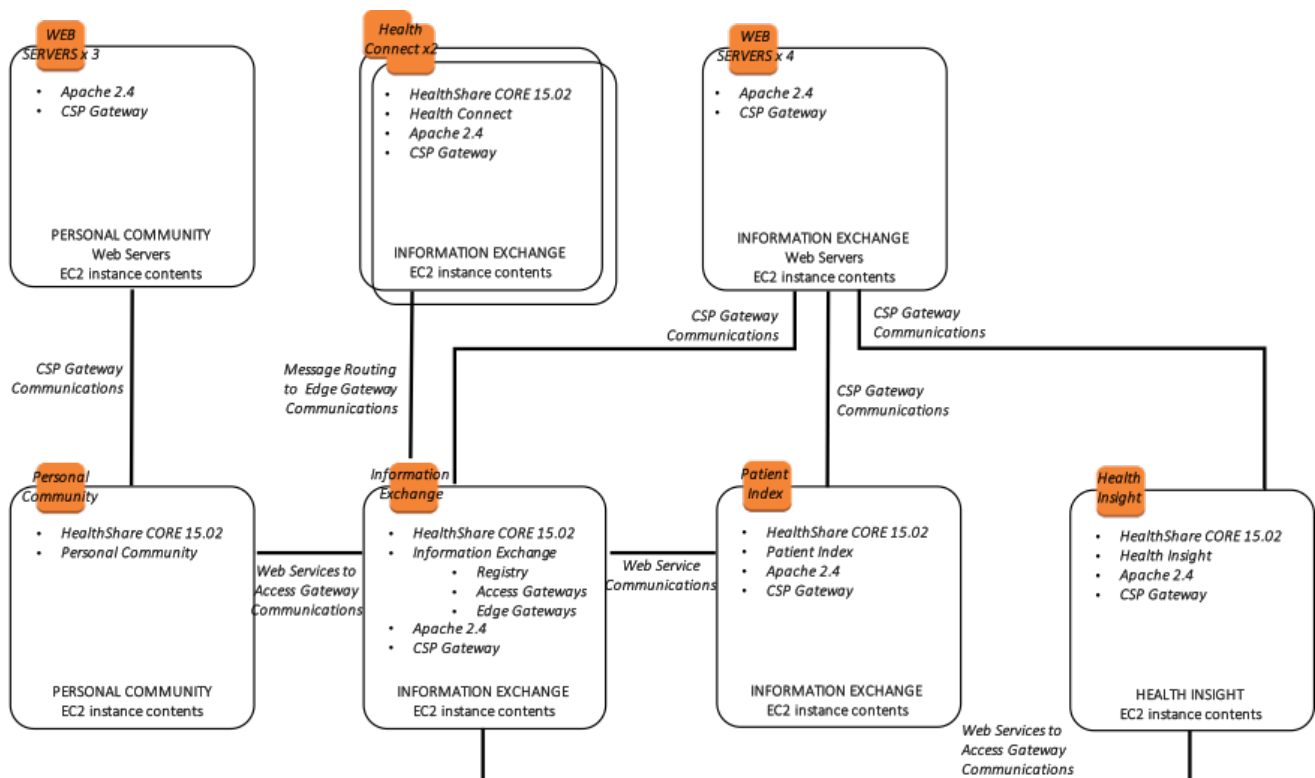 WEB
SERVERS x 3
• Apache 2.4
• CSP Gateway
PERSONAL COMMUNITY
Web Servers
EC2 instance contents
Health
Connect x2
• HealthShare CORE 15.02
• Health Connect
• Apache 2.4
• CSP Gateway
INFORMATION EXCHANGE
EC2 instance contents
WEB
SERVERS x 4
• Apache 2.4
• CSP Gateway
INFORMATION EXCHANGE
Web Servers
EC2 instance contents
CSP Gateway
Communications
Message Routing
to Edge Gateway
Communications
CSP Gateway
Communications
CSP Gateway
Communications
CSP Gateway
Communications
Personal
Community
• HealthShare CORE 15.02
• Personal Community
PERSONAL COMMUNITY
EC2 instance contents
Web Services to
Access Gateway
Communications
Information
Exchange
• HealthShare CORE 15.02
• Information Exchange
• Registry
• Access Gateways
• Edge Gateways
• Apache 2.4
• CSP Gateway
INFORMATION EXCHANGE
EC2 instance contents
Web Service
Communications
Patient
Index
• HealthShare CORE 15.02
• Patient Index
• Apache 2.4
• CSP Gateway
INFORMATION EXCHANGE
EC2 instance contents
Health
Insight
• HealthShare CORE 15.02
• Health Insight
• Apache 2.4
• CSP Gateway
HEALTH INSIGHT
EC2 instance contents
Web Services to
Access Gateway
Communications